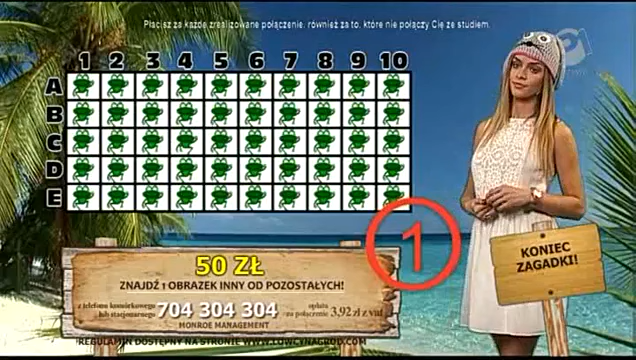 Płacisz za każde zrealizowane połączenie, również za to, które nie połączy Cię ze studiem.
1 2 3 4 5 6 7 8 9 10
A
B
C
D
E
1
KONIEC
ZAGADKI!
50 ZŁ
ZNAJDŹ 1 OBRAZEK INNY OD POZOSTAŁYCH!
z telefonu komórkowego
lub stacjonarnego
704 304 304
opłata
za połączenie 3,92 zł z vat
MONROE MANAGEMENT
REGULAMIN DOSTĘPNY NA STRONIE WWW.LOWCYNAGROD.COM